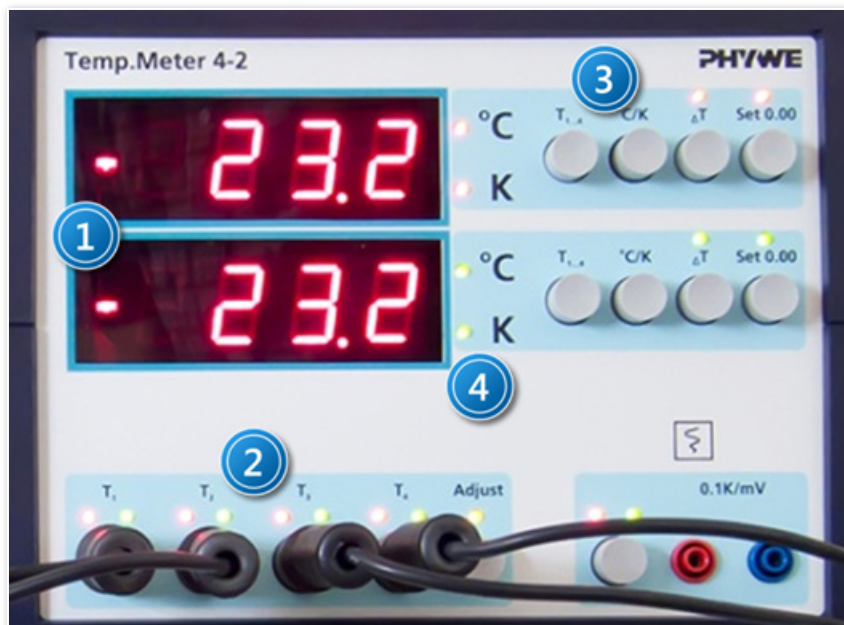 Temp.Meter 4-2
PHYWE
- 23.2
°C
K
3
T1...4 °C/K ΔT Set 0.00
1
- 23.2
°C
K
T1...4 °C/K ΔT Set 0.00
4
2
T1 T2 T3 T4 Adjust
0.1K/mV